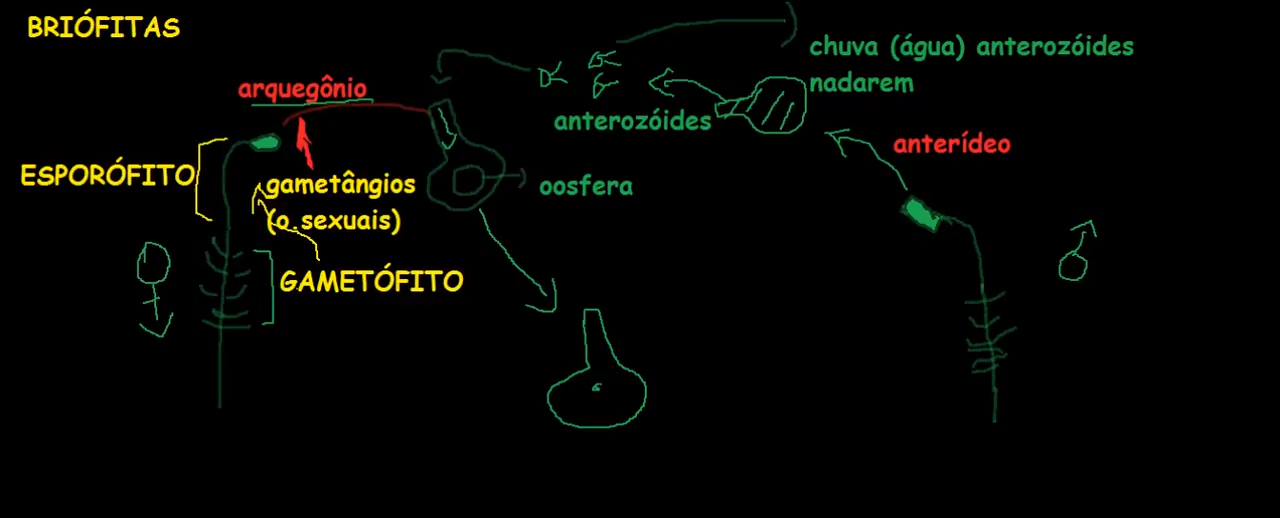 BRIÓFITAS
chuva (água) anterozóides
nadarem
arquegônio
anterozóides
anterídeo
ESPORÓFITO
gametângios
(o.sexuais)
oosfera
GAMETÓFITO